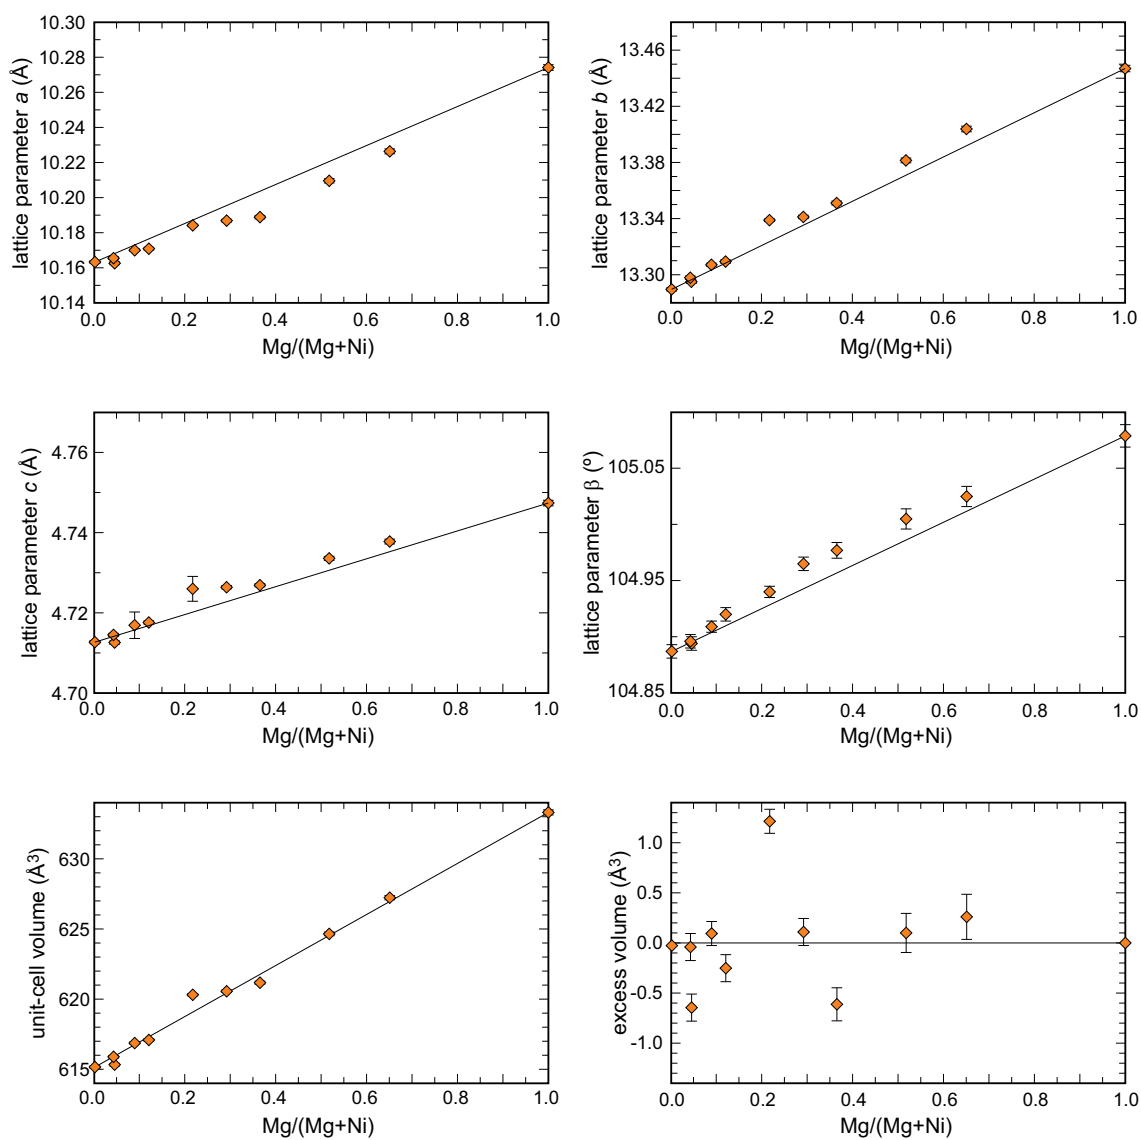 10.30
10.28
10.26
10.24
10.22
10.20
10.18
10.16
10.14
lattice parameter a (Å)
0.0 0.2 0.4 0.6 0.8 1.0
Mg/(Mg+Ni)
13.46
13.42
13.38
13.34
13.30
lattice parameter b (Å)
0.0 0.2 0.4 0.6 0.8 1.0
Mg/(Mg+Ni)
4.76
4.74
4.72
4.70
lattice parameter c (Å)
0.0 0.2 0.4 0.6 0.8 1.0
Mg/(Mg+Ni)
105.05
104.95
104.85
lattice parameter β (º)
0.0 0.2 0.4 0.6 0.8 1.0
Mg/(Mg+Ni)
630
625
620
615
unit-cell volume (Å³)
0.0 0.2 0.4 0.6 0.8 1.0
Mg/(Mg+Ni)
1.0
0.5
0.0
-0.5
-1.0
excess volume (Å³)
0.0 0.2 0.4 0.6 0.8 1.0
Mg/(Mg+Ni)